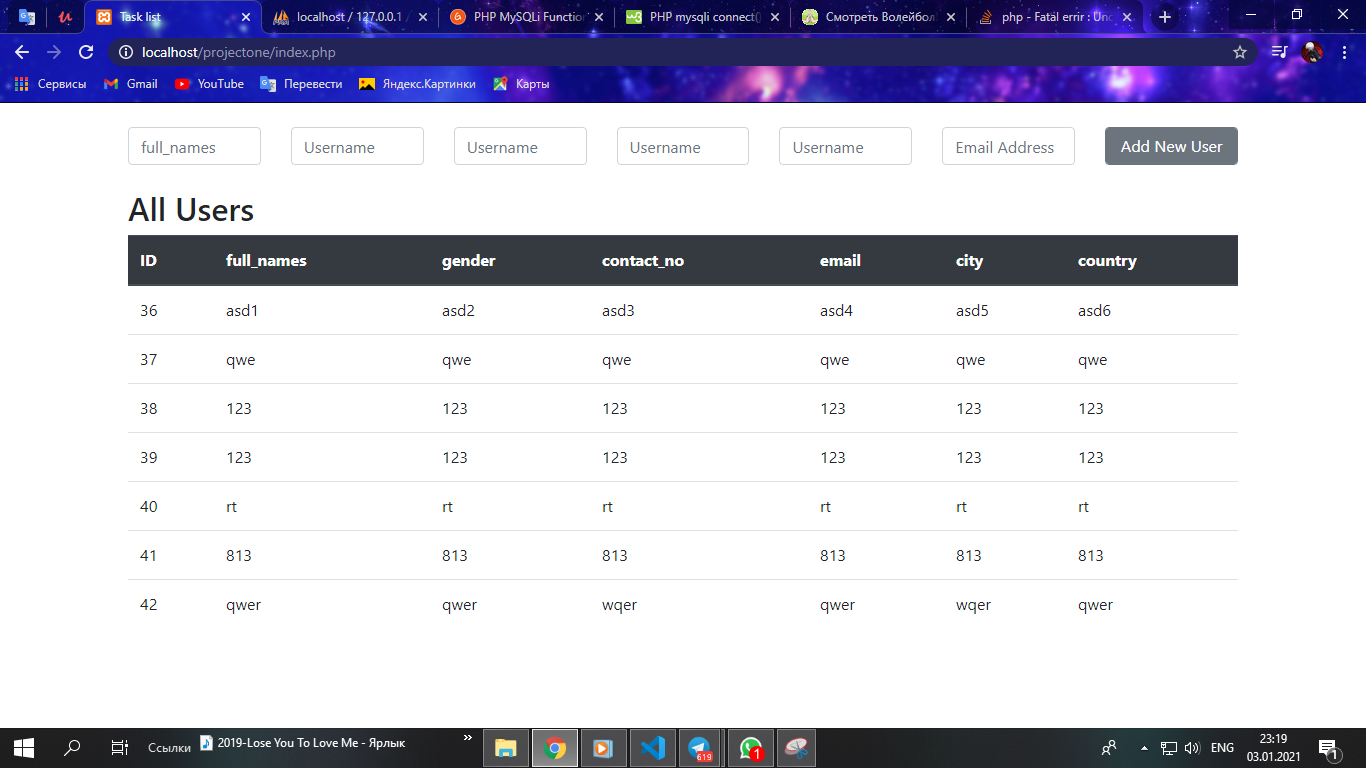 Task list
localhost / 127.0.0.1 /
PHP MySQLi Function
PHP mysqli connect()
Смотреть Волейбол
php - Fatal errir : Unc
localhost/projectone/index.php
Сервисы Gmail YouTube Перевести Яндекс.Картинки Карты
full_names Username Username Username Username Email Address Add New User
All Users
ID full_names gender contact_no email city country
36 asd1 asd2 asd3 asd4 asd5 asd6
37 qwe qwe qwe qwe qwe qwe
38 123 123 123 123 123 123
39 123 123 123 123 123 123
40 rt rt rt rt rt rt
41 813 813 813 813 813 813
42 qwer qwer wqer qwer wqer qwer
Ссылки 2019-Lose You To Love Me - Ярлык » 619 1 ENG 23:19
03.01.2021 1